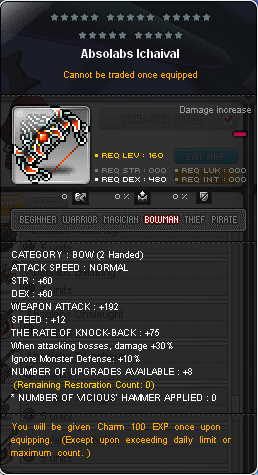 Absolabs Ichaival
Cannot be traded once equipped
Damage increase
REQ LEV : 160
REQ STR : 000
REQ LUK : 000
REQ DEX : 480
REQ INT : 000
0 0% 0%
BEGINNER WARRIOR MAGICIAN BOWMAN THIEF PIRATE
CATEGORY : BOW (2 Handed)
ATTACK SPEED : NORMAL
STR : +60
DEX : +60
WEAPON ATTACK : +192
SPEED : +12
THE RATE OF KNOCK-BACK : +75
When attacking bosses, damage +30%
Ignore Monster Defense: +10%
NUMBER OF UPGRADES AVAILABLE : +8
(Remaining Restoration Count: 0)
* NUMBER OF VICIOUS' HAMMER APPLIED : 0
You will be given Charm 100 EXP once upon
equipping. (Except upon exceeding daily limit or
maximum count. )